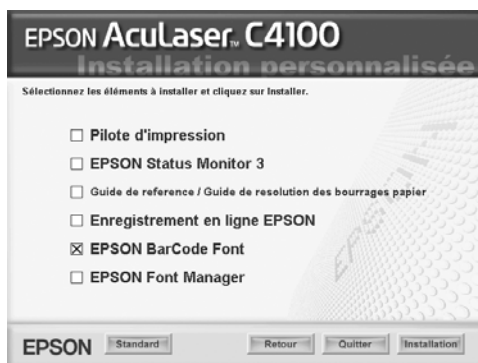 EPSON AcuLaser™ C4100
Installation personnalisée
Sélectionnez les éléments à installer et cliquez sur Installer.
Pilote d'impression
EPSON Status Monitor 3
Guide de reference / Guide de resolution des bourrages papier
Enregistrement en ligne EPSON
EPSON BarCode Font
EPSON Font Manager
EPSON
EPSON Standard Retour Quitter Installation